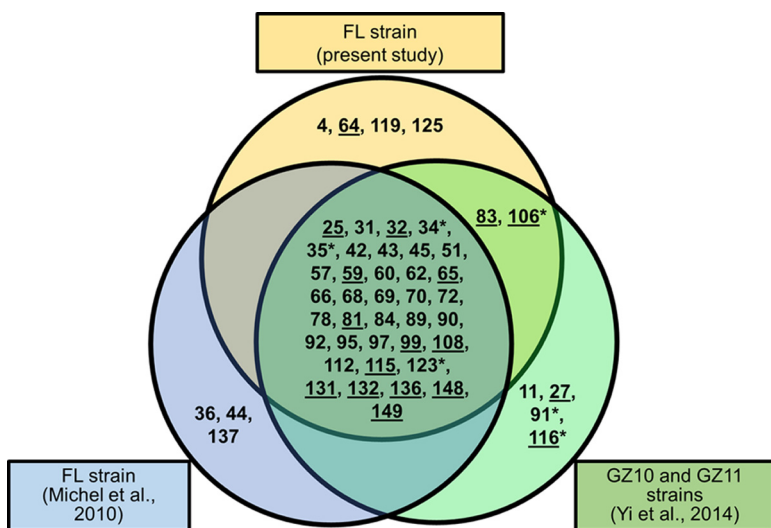 FL strain
(present study)
4, 64, 119, 125
83, 106*
25, 31, 32, 34*,
35*, 42, 43, 45, 51,
57, 59, 60, 62, 65,
66, 68, 69, 70, 72,
78, 81, 84, 89, 90,
92, 95, 97, 99, 108,
112, 115, 123*,
131, 132, 136, 148,
149
36, 44,
137
11, 27,
91*,
116*
FL strain
(Michel et al.,
2010)
GZ10 and GZ11
strains
(Yi et al., 2014)